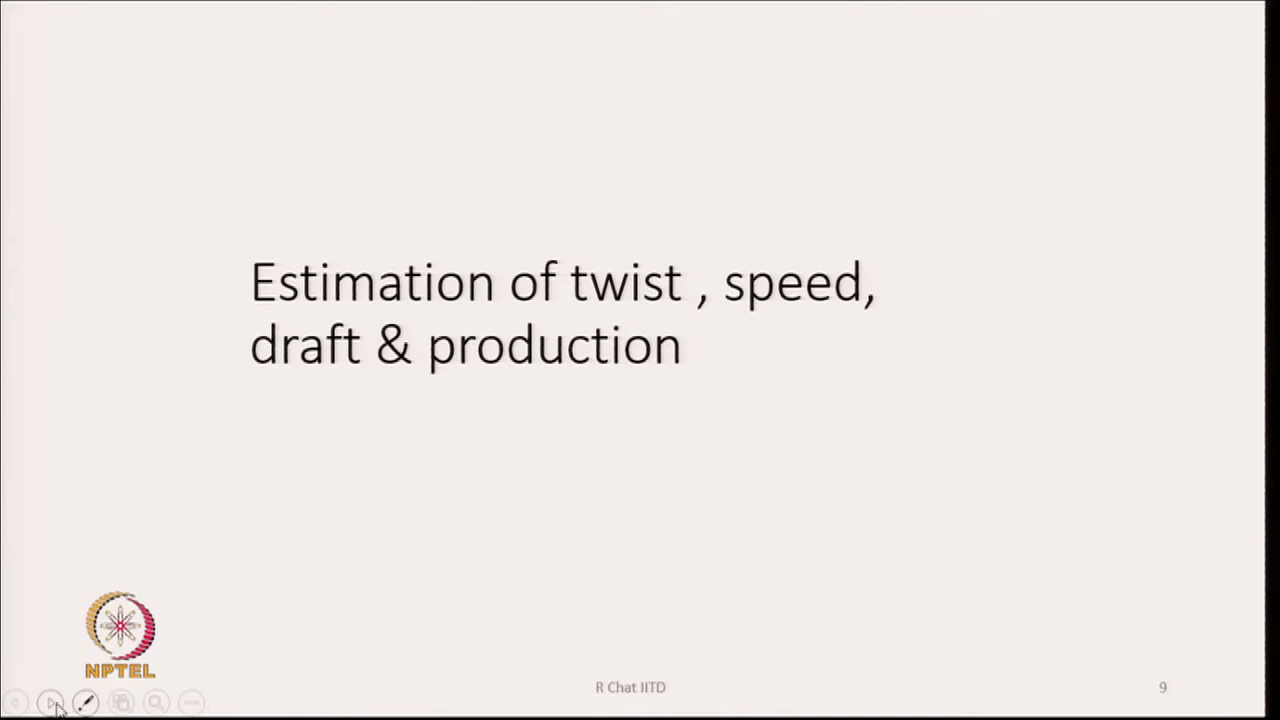 Estimation of twist , speed,
draft & production
NPTEL
R Chat IITD
9